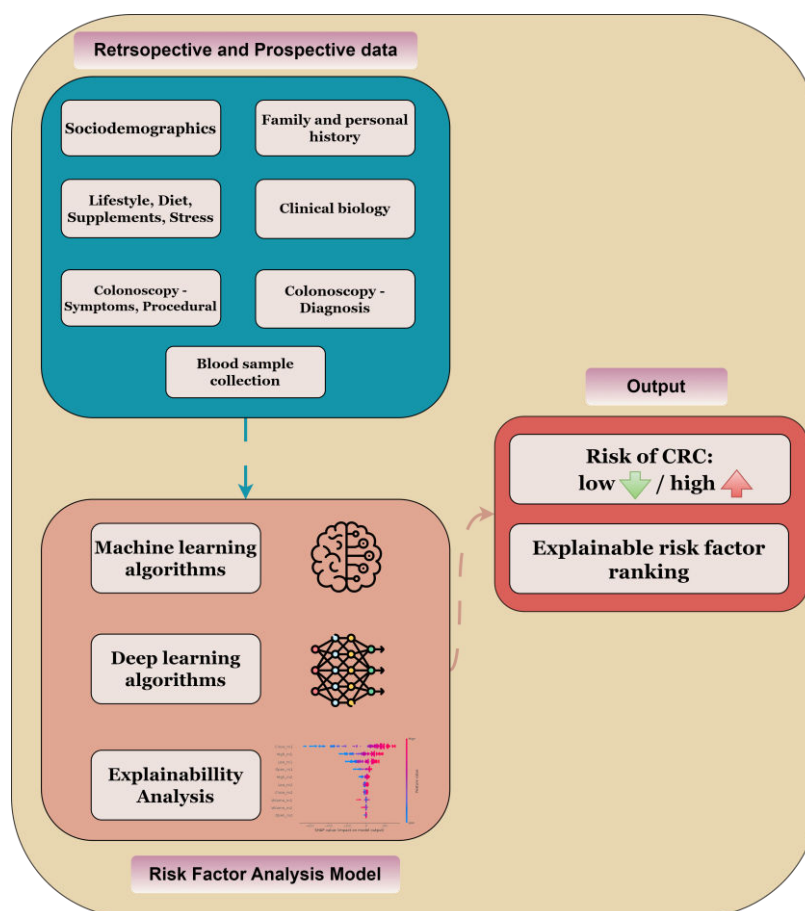 Retrsopective and Prospective data
Sociodemographics
Family and personal
history
Lifestyle, Diet,
Supplements, Stress
Clinical biology
Colonoscopy -
Symptoms, Procedural
Colonoscopy -
Diagnosis
Blood sample
collection
Output
Risk of CRC:
low / high
Explainable risk factor
ranking
Machine learning
algorithms
Deep learning
algorithms
Explainabillity
Analysis
Risk Factor Analysis Model